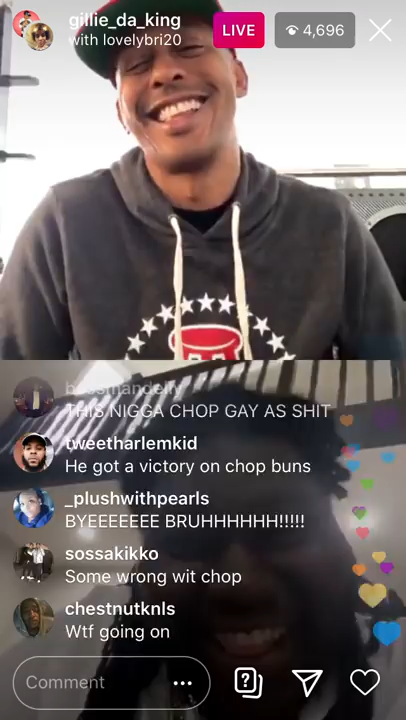 gillie_da_king
with lovelybri20
LIVE
4,696
THIS NIGGA CHOP GAY AS SHIT
tweetharlemkid
He got a victory on chop buns
_plushwithpearls
BYEEEEEEE BRUHHHHHH!!!!!
sossakikko
Some wrong wit chop
chestnutknls
Wtf going on
Comment